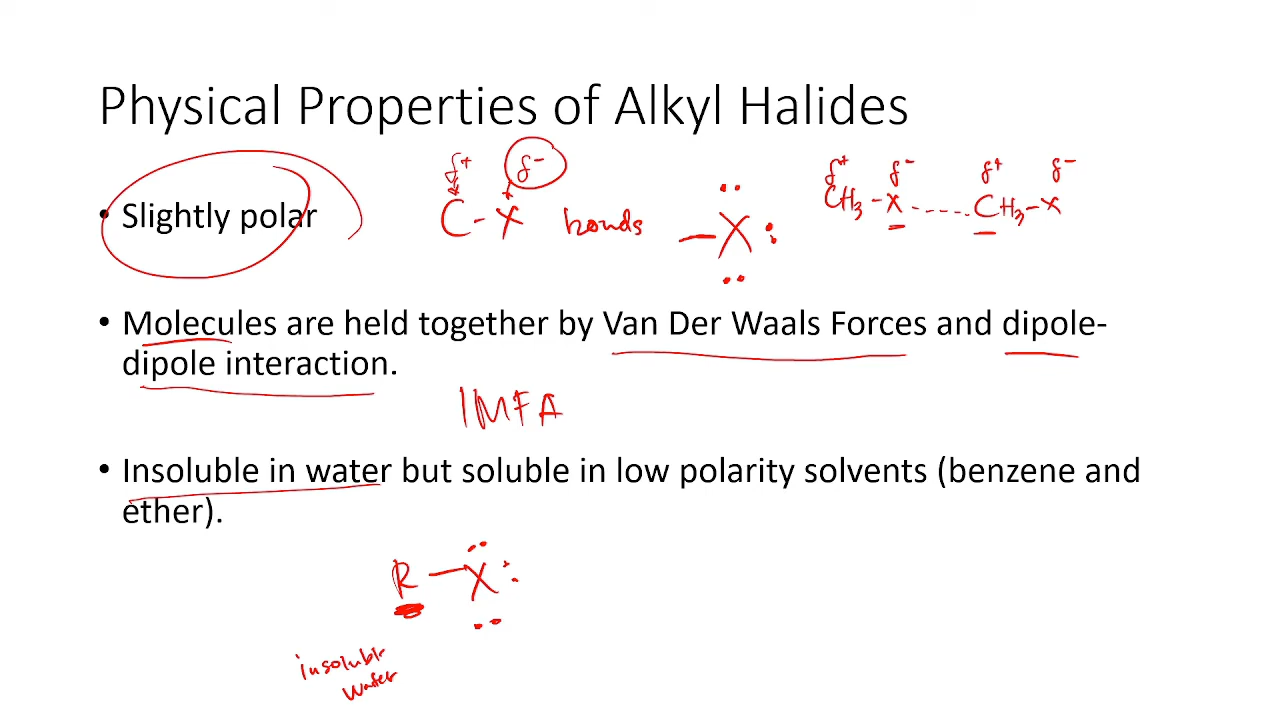 Physical Properties of Alkyl Halides
δ+ δ-
δ+ δ- δ+ δ-
• Slightly polar
C - X bonds
-X
CH3 - X ----- CH3 - X
• Molecules are held together by Van Der Waals Forces and dipole-
dipole interaction.
IMFA
• Insoluble in water but soluble in low polarity solvents (benzene and
ether).
R - X
insoluble
water